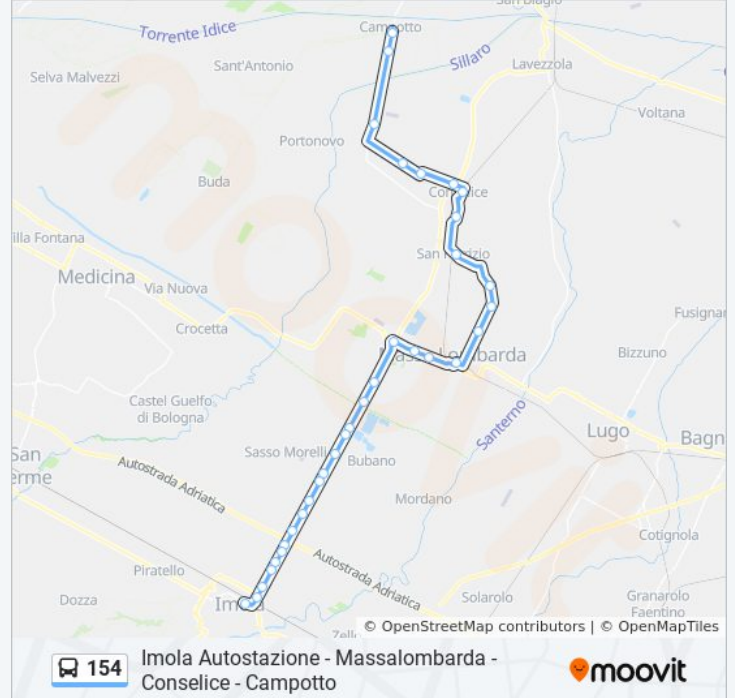 San Biagio
Campotto
Torrente Idice
Sillaro
Sant'Antonio
Lavezzola
Selva Malvezzi
Voltana
Portonovo
Buda
Conselice
illa Fontana
San
Medicina
Via Nuova
Fusignar
Crocetta
Massa Lombarda
Bizzuno
Castel Guelfo
di Bologna
Santerno
Lugo
Bagn
Sasso Morelli
San
erme
Bubano
Autostrada Adriatica
Mordano
Cotignola
Autostrada Adriatica
Piratello
Dozza
Imola
Solarolo
Granarolo
Faentino
Zell
© OpenStreetMap contributors | © OpenMapTiles
moovit
154
Imola Autostazione - Massalombarda -
Conselice - Campotto
moovit